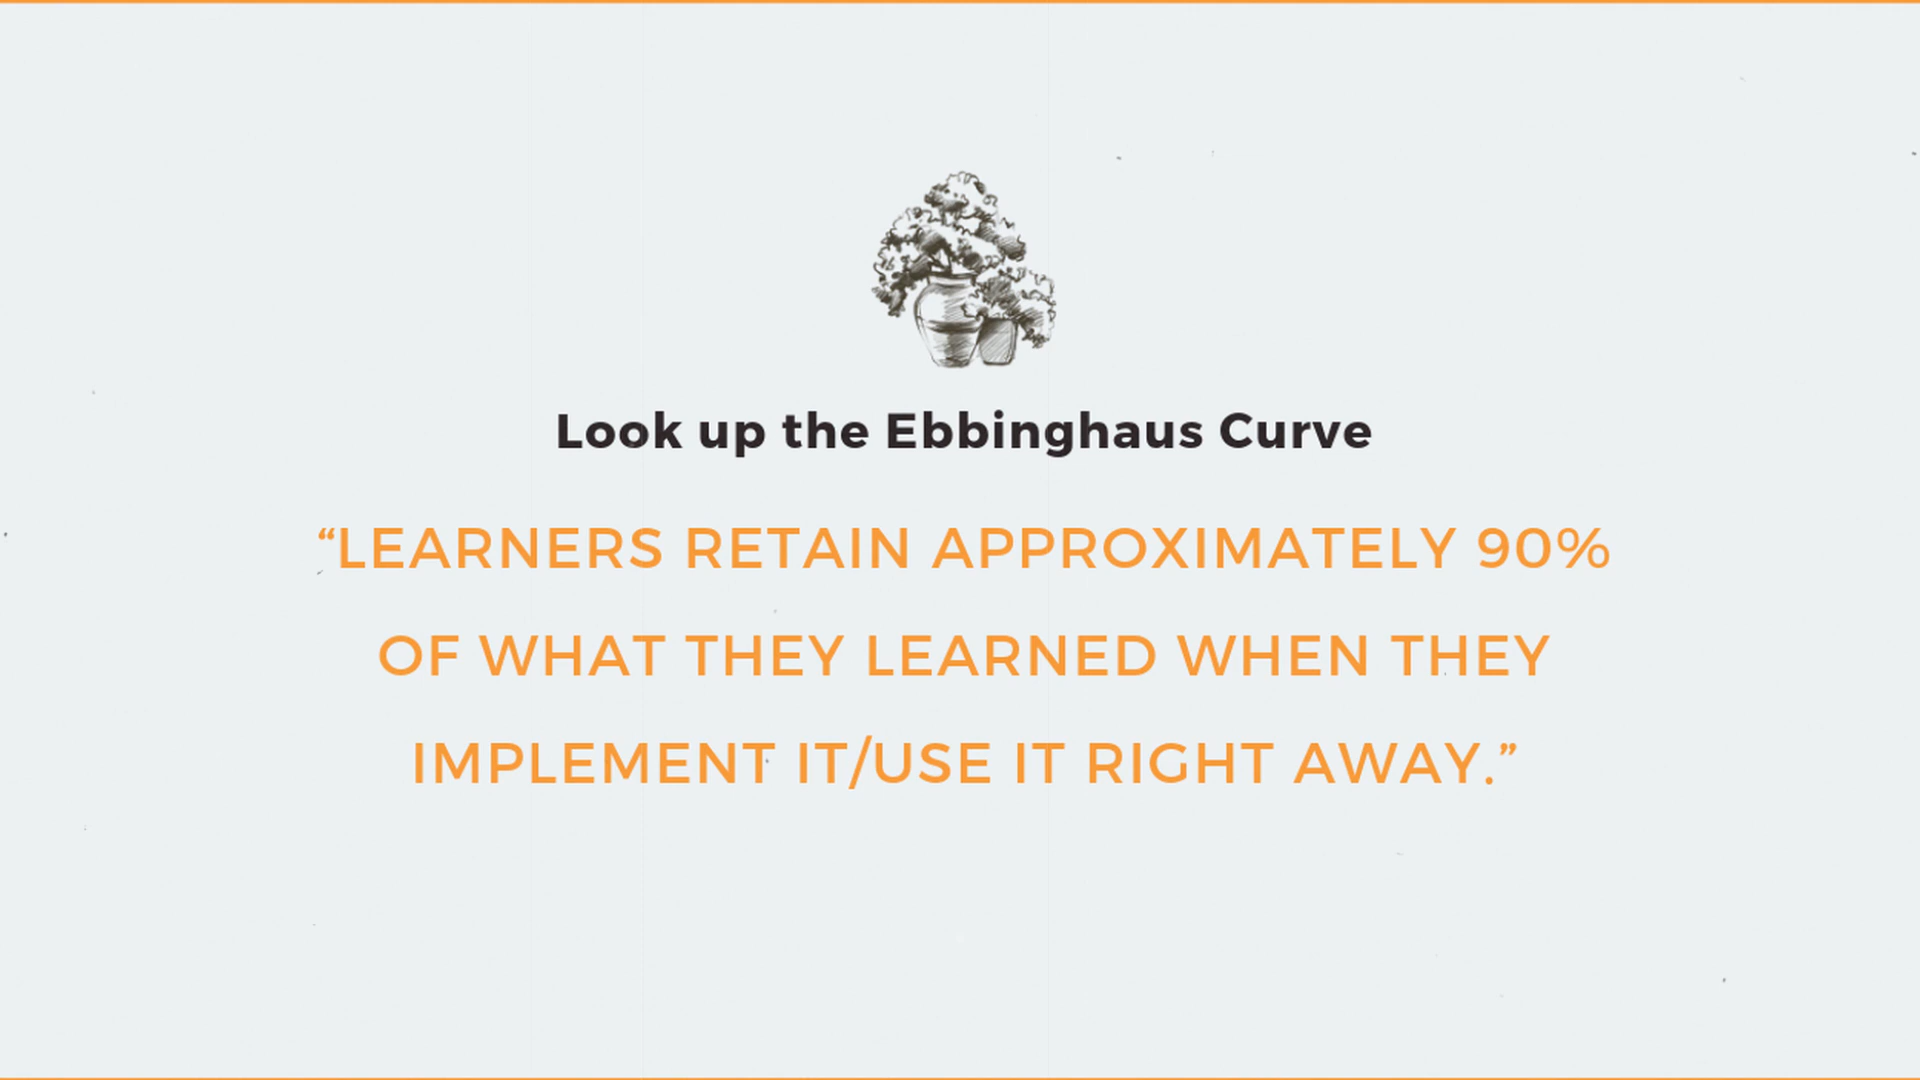 Look up the Ebbinghaus Curve
“LEARNERS RETAIN APPROXIMATELY 90%
OF WHAT THEY LEARNED WHEN THEY
IMPLEMENT IT/USE IT RIGHT AWAY.”